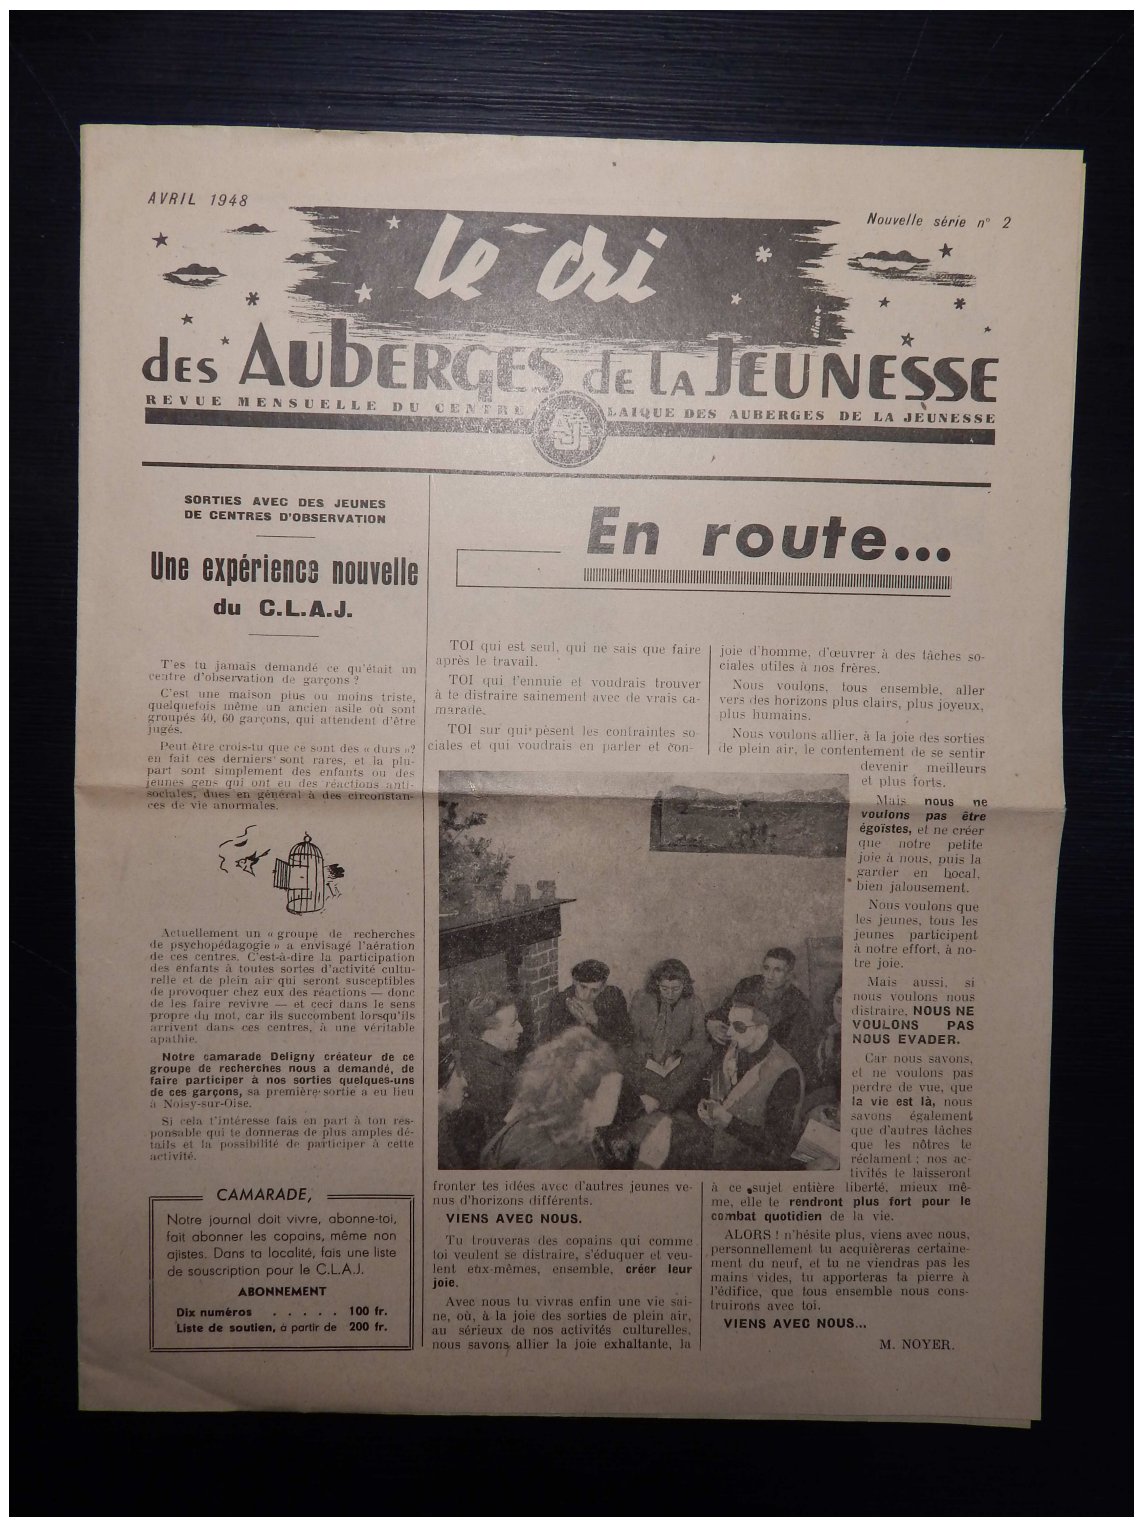 AVRIL 1948
Nouvelle série n° 2
le cri
des AUBERGES de la JEUNESSE
REVUE MENSUELLE DU CENTRE LAIQUE DES AUBERGES DE LA JEUNESSE
AJ
SORTIES AVEC DES JEUNES
DE CENTRES D'OBSERVATION
Une expérience nouvelle
du C.L.A.J.
T'es tu jamais demandé ce qu'était un
centre d'observation de garçons ?
C'est une maison plus ou moins triste,
quelquefois même un ancien asile où sont
groupés 40, 60 garçons, qui attendent d'être
jugés.
Peut être crois-tu que ce sont des « durs »?
en fait ces derniers sont rares, et la plu-
part sont simplement des enfants ou des
jeunes gens qui ont eu des réactions anti-
sociales, dues en général à des circonstan-
ces de vie anormales.
Actuellement un « groupe de recherches
de psychopédagogie » a envisagé l'aération
de ces centres. C'est-à-dire la participation
des enfants à toutes sortes d'activité cultu-
relle et de plein air qui seront susceptibles
de provoquer chez eux des réactions — donc
de les faire revivre — et ceci dans le sens
propre du mot, car ils succombent lorsqu'ils
arrivent dans ces centres, à une véritable
apathie.
Notre camarade Deligny créateur de ce
groupe de recherches nous a demandé, de
faire participer à nos sorties quelques-uns
de ces garçons, sa première sortie a eu lieu
à Noisy-sur-Oise.
Si cela t'intéresse fais en part à ton res-
ponsable qui te donneras de plus amples dé-
tails et la possibilité de participer à cette
activité.
CAMARADE,
Notre journal doit vivre, abonne-toi,
fait abonner les copains, même non
ajistes. Dans ta localité, fais une liste
de souscription pour le C.L.A.J.
ABONNEMENT
Dix numéros . . . . . 100 fr.
Liste de soutien, à partir de 200 fr.
En route...
TOI qui est seul, qui ne sais que faire
après le travail.
TOI qui t'ennuie et voudrais trouver
à te distraire sainement avec de vrais ca-
marade.
TOI sur qui pèsent les contraintes so-
ciales et qui voudrais en parler et con-
fronter tes idées avec d'autres jeunes ve-
nus d'horizons différents.
VIENS AVEC NOUS.
Tu trouveras des copains qui comme
toi veulent se distraire, s'éduquer et veu-
lent eux-mêmes, ensemble, créer leur
joie.
Avec nous tu vivras enfin une vie sai-
ne, où, à la joie des sorties de plein air,
au sérieux de nos activités culturelles,
nous savons allier la joie exhaltante, la
joie d'homme, d'œuvrer à des tâches so-
ciales utiles à nos frères.
Nous voulons, tous ensemble, aller
vers des horizons plus clairs, plus joyeux,
plus humains.
Nous voulons allier, à la joie des sorties
de plein air, le contentement de se sentir
devenir meilleurs
et plus forts.
Mais nous ne
voulons pas être
égoïstes, et ne créer
que notre petite
joie à nous, puis la
garder en bocal,
bien jalousement.
Nous voulons que
les jeunes, tous les
jeunes participent
à notre effort, à no-
tre joie.
Mais aussi, si
nous voulons nous
distraire, NOUS NE
VOULONS PAS
NOUS EVADER.
Car nous savons,
et ne voulons pas
perdre de vue, que
la vie est là, nous
savons également
que d'autres tâches
que les nôtres te
réclament ; nos ac-
tivités te laisseront
à ce sujet entière liberté, mieux mê-
me, elle te rendront plus fort pour le
combat quotidien de la vie.
ALORS ! n'hésite plus, viens avec nous,
personnellement tu acquièreras certaine-
ment du neuf, et tu ne viendras pas les
mains vides, tu apporteras ta pierre à
l'édifice, que tous ensemble nous cons-
truirons avec toi.
VIENS AVEC NOUS...
M. NOYER.